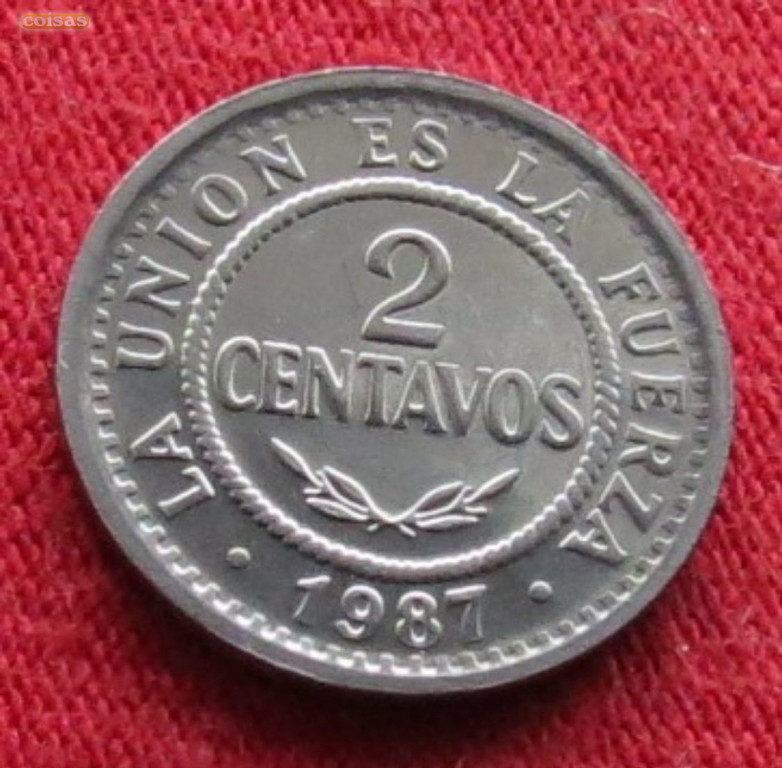 coisas
LA UNION ES LA FUERZA
2
CENTAVOS
• 1987 •